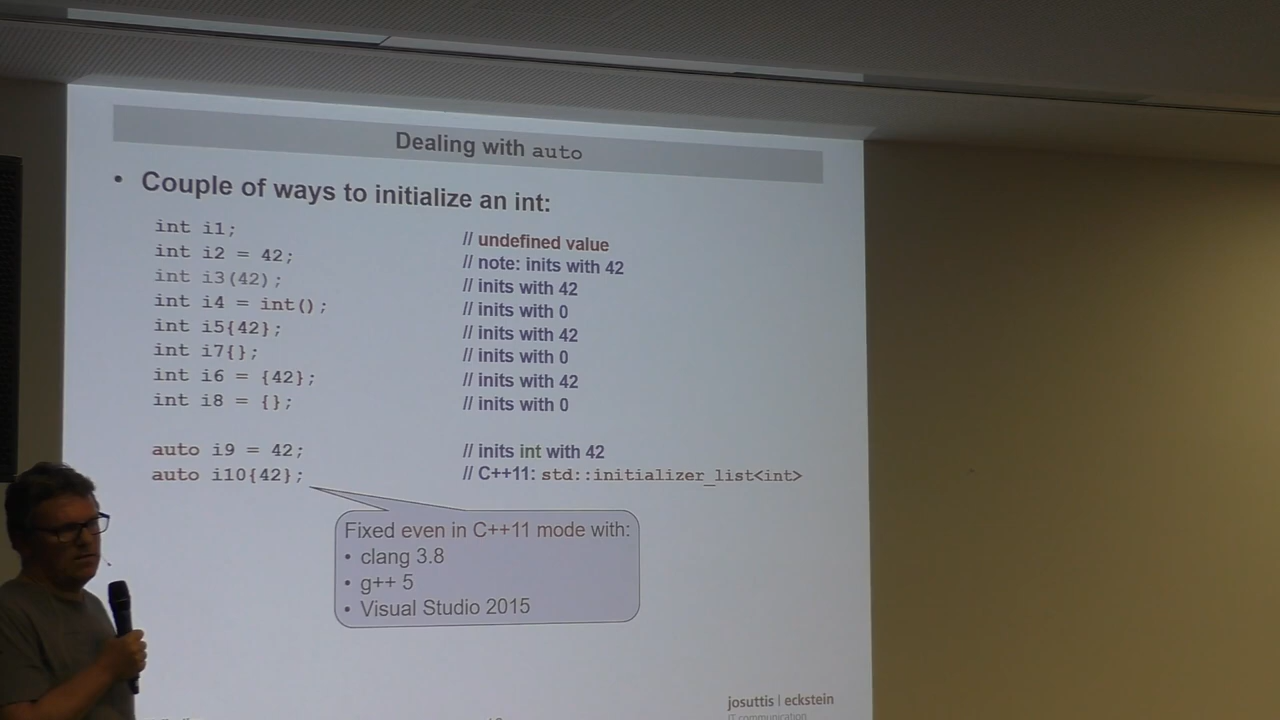 Dealing with auto
• Couple of ways to initialize an int:
int i1; // undefined value
int i2 = 42; // note: inits with 42
int i3(42); // inits with 42
int i4 = int(); // inits with 0
int i5{42}; // inits with 42
int i7{}; // inits with 0
int i6 = {42}; // inits with 42
int i8 = {}; // inits with 0
auto i9 = 42; // inits int with 42
auto i10{42}; // C++11: std::initializer_list<int>
Fixed even in C++11 mode with:
• clang 3.8
• g++ 5
• Visual Studio 2015
josuttis | eckstein
IT communication